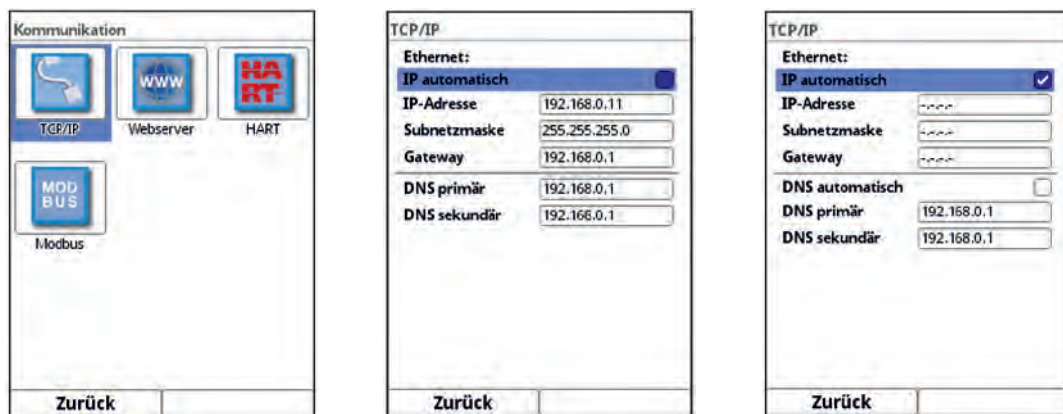 Kommunikation
www
HART
TCP/IP
Webserver
HART
MOD
BUS
Modbus
Zurück
TCP/IP
Ethernet:
IP automatisch
IP-Adresse 192.168.0.11
Subnetzmaske 255.255.255.0
Gateway 192.168.0.1
DNS primär 192.168.0.1
DNS sekundär 192.168.0.1
Zurück
TCP/IP
Ethernet:
IP automatisch
IP-Adresse -.-.-.-
Subnetzmaske -.-.-.-
Gateway -.-.-.-
DNS automatisch
DNS primär 192.168.0.1
DNS sekundär 192.168.0.1
Zurück